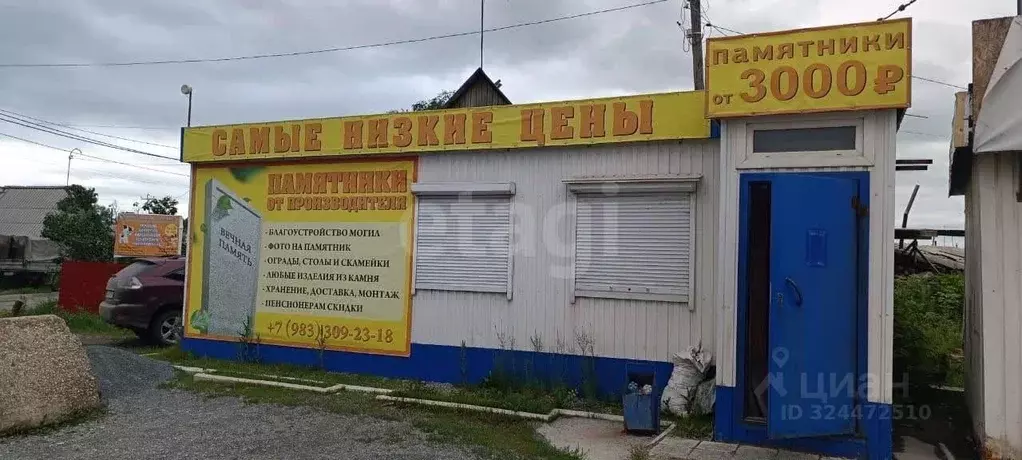 ПАМЯТНИКИ
ОТ 3000₽
САМЫЕ НИЗКИЕ ЦЕНЫ
ПАМЯТНИКИ
ОТ ПРОИЗВОДИТЕЛЯ
ВЕЧНАЯ
ПАМЯТЬ
- БЛАГОУСТРОЙСТВО МОГИЛ
- ФОТО НА ПАМЯТНИК
- ОГРАДЫ, СТОЛЫ И СКАМЕЙКИ
- ЛЮБЫЕ ИЗДЕЛИЯ ИЗ КАМНЯ
- ХРАНЕНИЕ, ДОСТАВКА, МОНТАЖ
- ПЕНСИОНЕРАМ СКИДКИ
+7 (983) 309-23-18
etagi
ЦИАН
ID 324472510